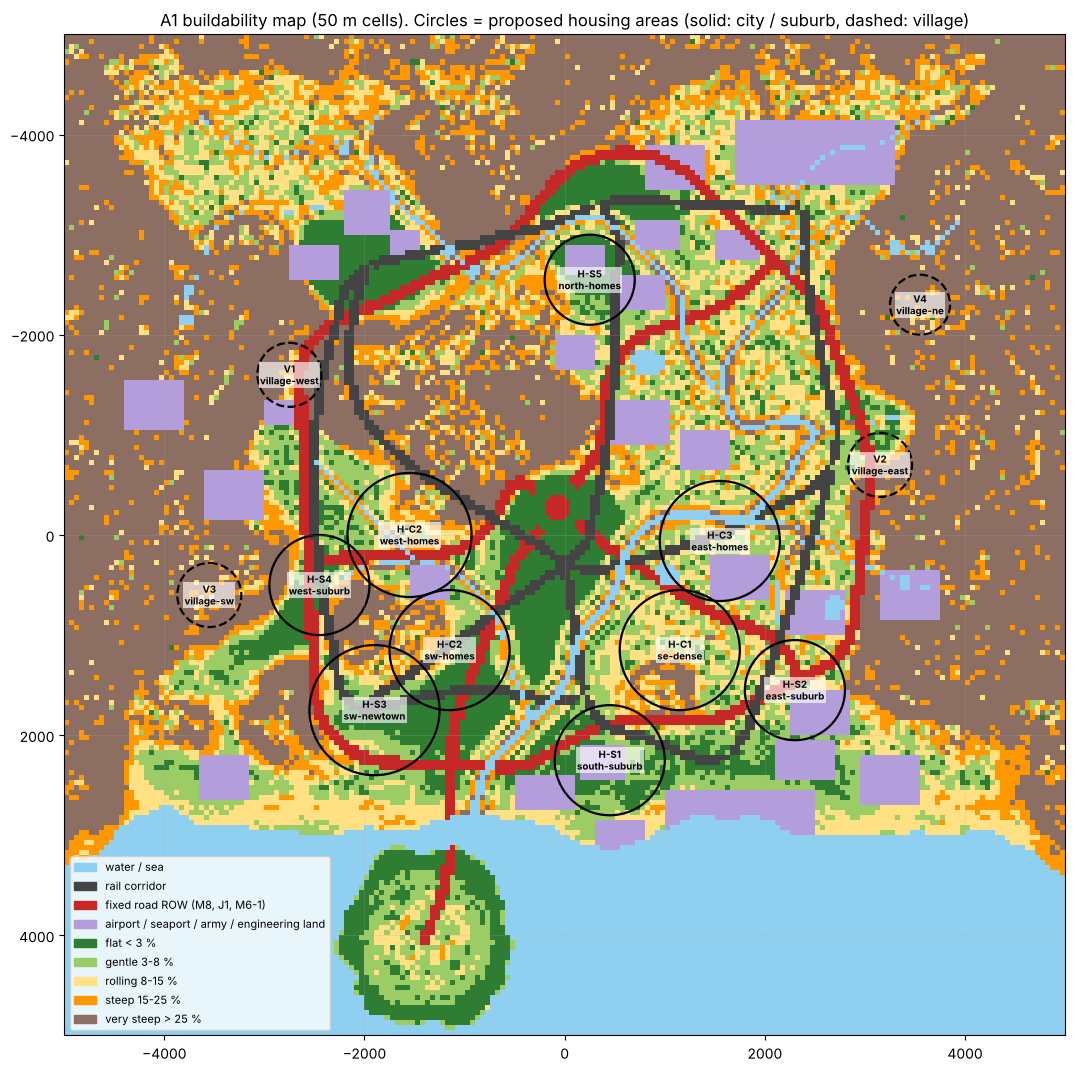 A1 buildability map (50 m cells). Circles = proposed housing areas (solid: city / suburb, dashed: village)
−4000
−2000
0
2000
4000
H-S5
north-homes
V4
village-ne
V1
village-west
V2
village-east
H-C2
west-homes
H-C3
east-homes
H-S4
west-suburb
V3
village-sw
H-C2
sw-homes
H-C1
se-dense
H-S2
east-suburb
H-S3
sw-newtown
H-S1
south-suburb
water / sea
rail corridor
fixed road ROW (M8, J1, M6-1)
airport / seaport / army / engineering land
flat < 3 %
gentle 3-8 %
rolling 8-15 %
steep 15-25 %
very steep > 25 %
−4000
−2000
0
2000
4000